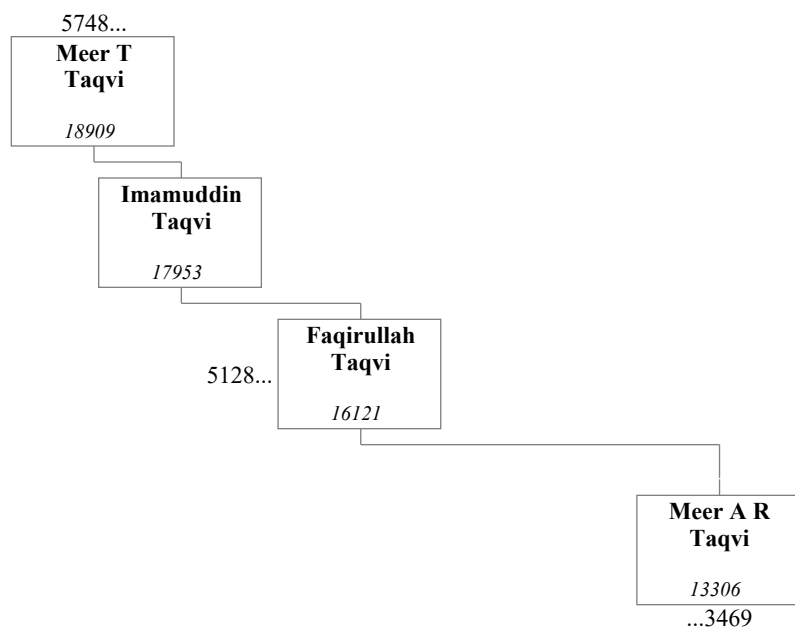 5748...
Meer T
Taqvi
18909
Imamuddin
Taqvi
17953
Faqirullah
Taqvi
5128...
16121
Meer A R
Taqvi
13306
...3469